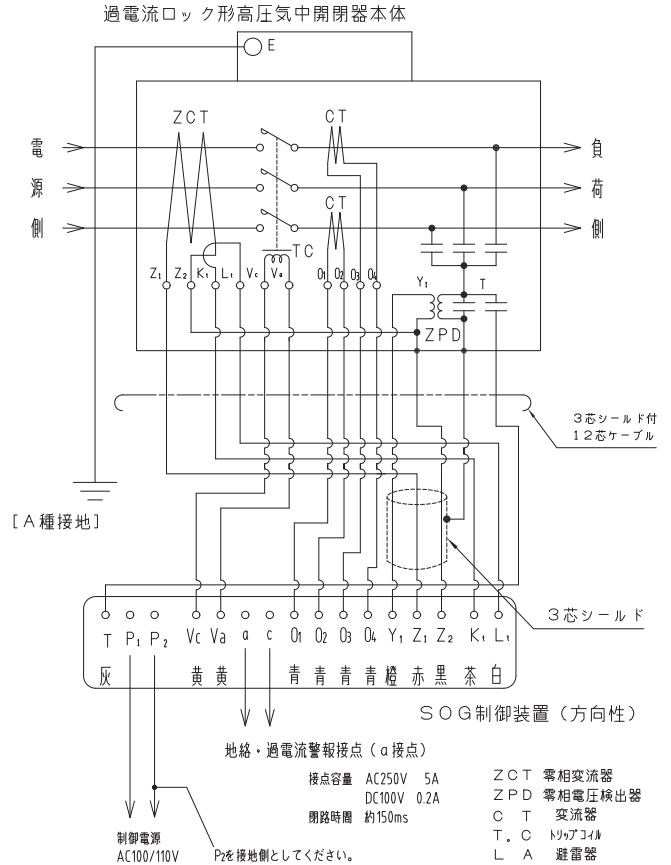 過電流ロック形高圧気中開閉器本体
E
ZCT
CT
電
源
側
負
荷
側
CT
TC
Z1 Z2 Kt Lt Vc Va O1 O2 O3 O4
Y1
T
ZPD
3芯シールド付
12芯ケーブル
[A種接地]
3芯シールド
T P1 P2 Vc Va a c O1 O2 O3 O4 Y1 Z1 Z2 Kt Lt
灰 黄 黄 青 青 青 青 橙 赤 黒 茶 白
SOG制御装置（方向性）
地絡・過電流警報接点（a接点）
接点容量 AC250V 5A
DC100V 0.2A
閉路時間 約150ms
制御電源
AC100/110V
P2を接地側としてください。
ZCT 零相変流器
ZPD 零相電圧検出器
CT 変流器
T.C トリップコイル
LA 避雷器